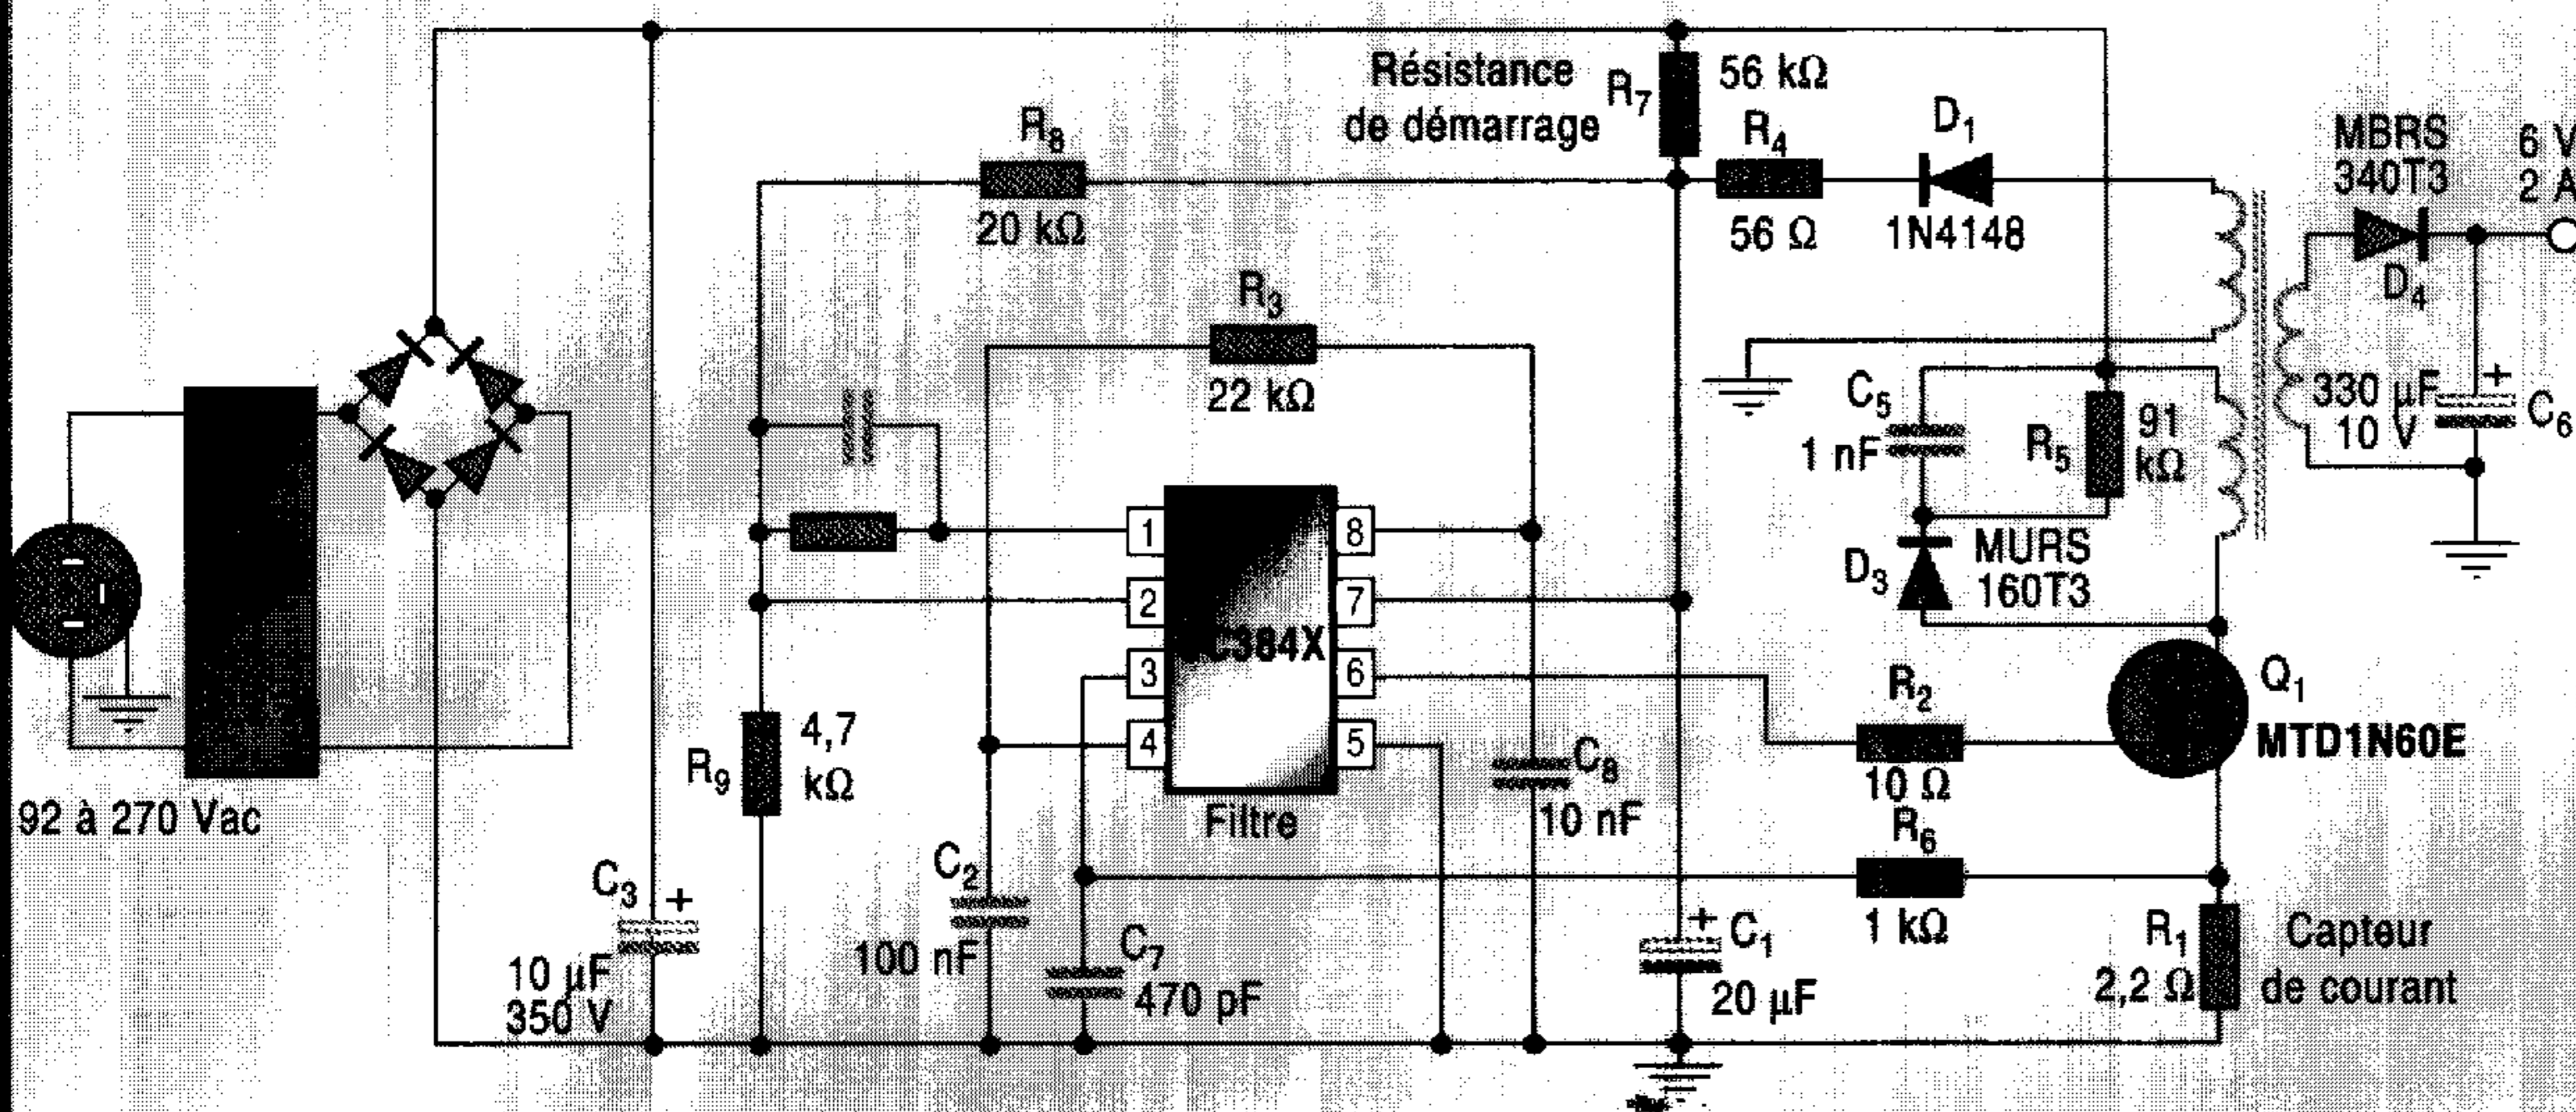 Résistance
de démarrage
R7
56 kΩ
R8
20 kΩ
R4
56 Ω
D1
1N4148
MBRS
340T3
D4
6 V
2 A
R3
22 kΩ
C5
1 nF
R5
91
kΩ
330 µF
10 V
+
C6
D3
MURS
160T3
1
2
3
4
8
7
6
5
C384X
Filtre
R9
4,7
kΩ
92 à 270 Vac
C3
+
10 µF
350 V
C2
100 nF
C7
470 pF
C8
10 nF
+
C1
20 µF
R2
10 Ω
R6
1 kΩ
Q1
MTD1N60E
R1
2,2 Ω
Capteur
de courant